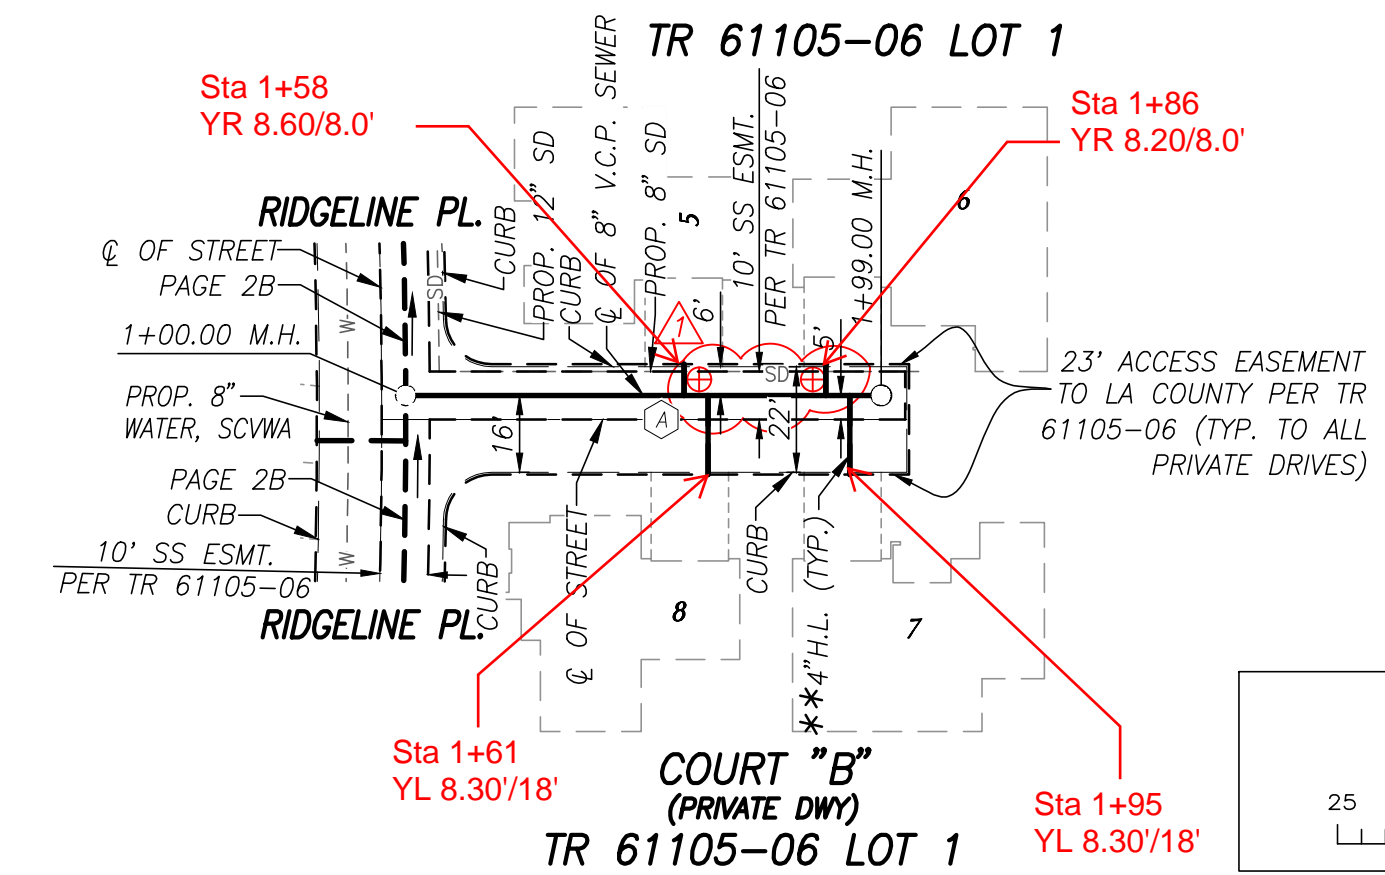 TR 61105-06 LOT 1
Sta 1+58
YR 8.60/8.0'
Sta 1+86
YR 8.20/8.0'
RIDGELINE PL.
℄ OF STREET
PAGE 2B
1+00.00 M.H.
PROP. 8"
WATER, SCVWA
PAGE 2B
CURB
10' SS ESMT.
PER TR 61105-06
RIDGELINE PL.
W
W
SD
CURB
PROP. 12" SD
CURB
℄ OF 8" V.C.P. SEWER
PROP. 8" SD
5
1
6'
10' SS ESMT.
PER TR 61105-06
5'
1+99.00 M.H.
6
SD
A
16'
22'
23' ACCESS EASEMENT
TO LA COUNTY PER TR
61105-06 (TYP. TO ALL
PRIVATE DRIVES)
CURB
℄ OF STREET
8
CURB
**4"H.L. (TYP.)
7
Sta 1+61
YL 8.30'/18'
COURT "B"
(PRIVATE DWY)
TR 61105-06 LOT 1
Sta 1+95
YL 8.30'/18'
25